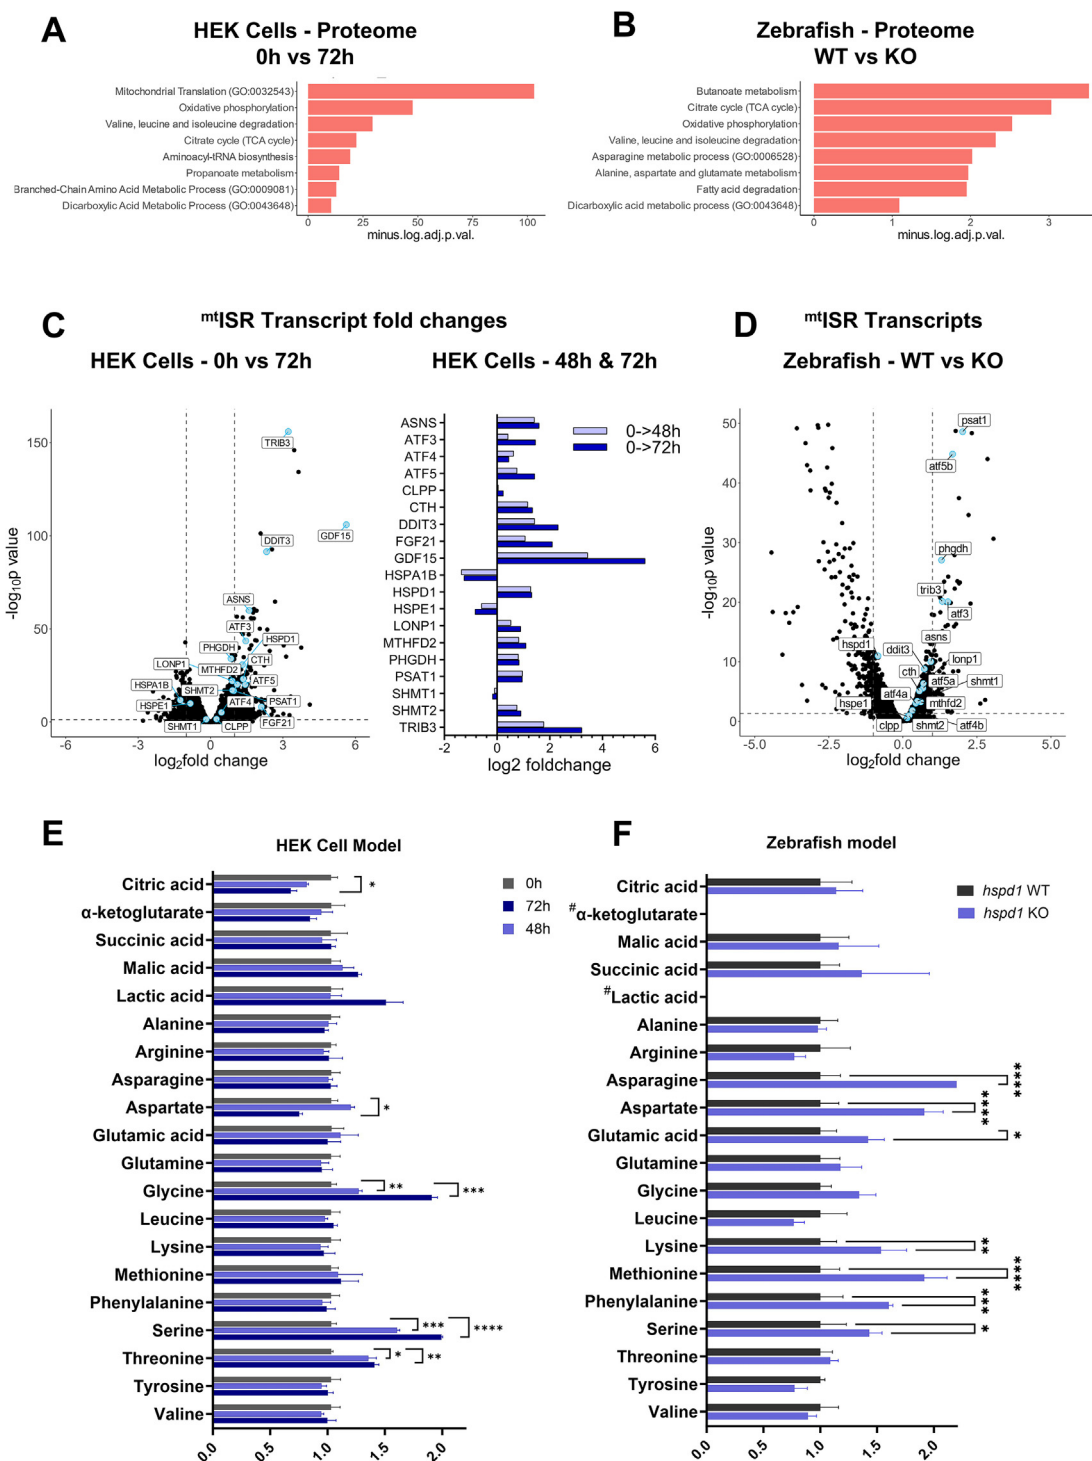 A
HEK Cells - Proteome
0h vs 72h
Mitochondrial Translation (GO:0032543)
Oxidative phosphorylation
Valine, leucine and isoleucine degradation
Citrate cycle (TCA cycle)
Aminoacyl-tRNA biosynthesis
Propanoate metabolism
Branched-Chain Amino Acid Metabolic Process (GO:0009081)
Dicarboxylic Acid Metabolic Process (GO:0043648)
0 25 50 75 100
minus.log.adj.p.val.
B
Zebrafish - Proteome
WT vs KO
Butanoate metabolism
Citrate cycle (TCA cycle)
Oxidative phosphorylation
Valine, leucine and isoleucine degradation
Asparagine metabolic process (GO:0006528)
Alanine, aspartate and glutamate metabolism
Fatty acid degradation
Dicarboxylic acid metabolic process (GO:0043648)
0 1 2 3
minus.log.adj.p.val.
C
mtISR Transcript fold changes
HEK Cells - 0h vs 72h
-log10p value
150
100
50
0
TRIB3
GDF15
DDIT3
ASNS
ATF3
HSPD1
PHGDH
LONP1
CTH
MTHFD2
HSPA1B
SHMT2
ATF5
HSPE1
ATF4
PSAT1
SHMT1
CLPP
FGF21
-6 -3 0 3 6
log2fold change
HEK Cells - 48h & 72h
ASNS
ATF3
ATF4
ATF5
CLPP
CTH
DDIT3
FGF21
GDF15
HSPA1B
HSPD1
HSPE1
LONP1
MTHFD2
PHGDH
PSAT1
SHMT1
SHMT2
TRIB3
0->48h
0->72h
-2 0 2 4 6
log2 foldchange
D
mtISR Transcripts
Zebrafish - WT vs KO
-log10p value
50
40
30
20
10
0
psat1
atf5b
phgdh
trib3
atf3
asns
hspd1
ddit3
lonp1
cth
atf5a
shmt1
atf4a
hspe1
mthfd2
clpp
shmt2
atf4b
-5.0 -2.5 0.0 2.5 5.0
log2fold change
E
HEK Cell Model
Citric acid
α-ketoglutarate
Succinic acid
Malic acid
Lactic acid
Alanine
Arginine
Asparagine
Aspartate
Glutamic acid
Glutamine
Glycine
Leucine
Lysine
Methionine
Phenylalanine
Serine
Threonine
Tyrosine
Valine
0h
72h
48h
*
*
** ***
*** ****
* **
0.0 0.5 1.0 1.5 2.0
F
Zebrafish model
Citric acid
#α-ketoglutarate
Malic acid
Succinic acid
#Lactic acid
Alanine
Arginine
Asparagine
Aspartate
Glutamic acid
Glutamine
Glycine
Leucine
Lysine
Methionine
Phenylalanine
Serine
Threonine
Tyrosine
Valine
hspd1 WT
hspd1 KO
****
****
*
**
****
***
*
0.0 0.5 1.0 1.5 2.0